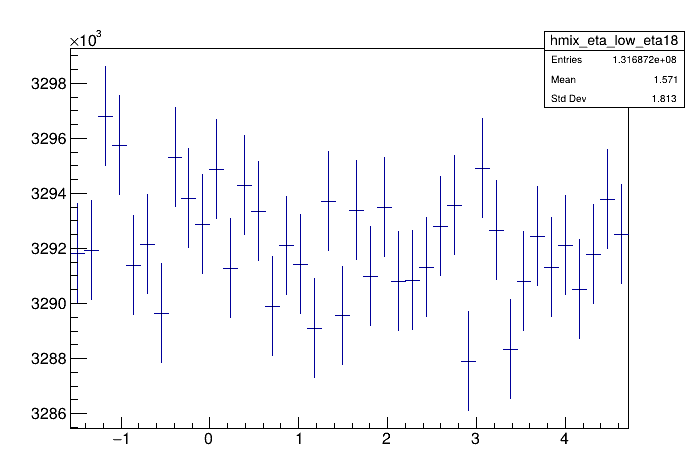 ×10³
hmix_eta_low_eta18
Entries 1.316872e+08
Mean 1.571
Std Dev 1.813
3298
3296
3294
3292
3290
3288
3286
−1 0 1 2 3 4